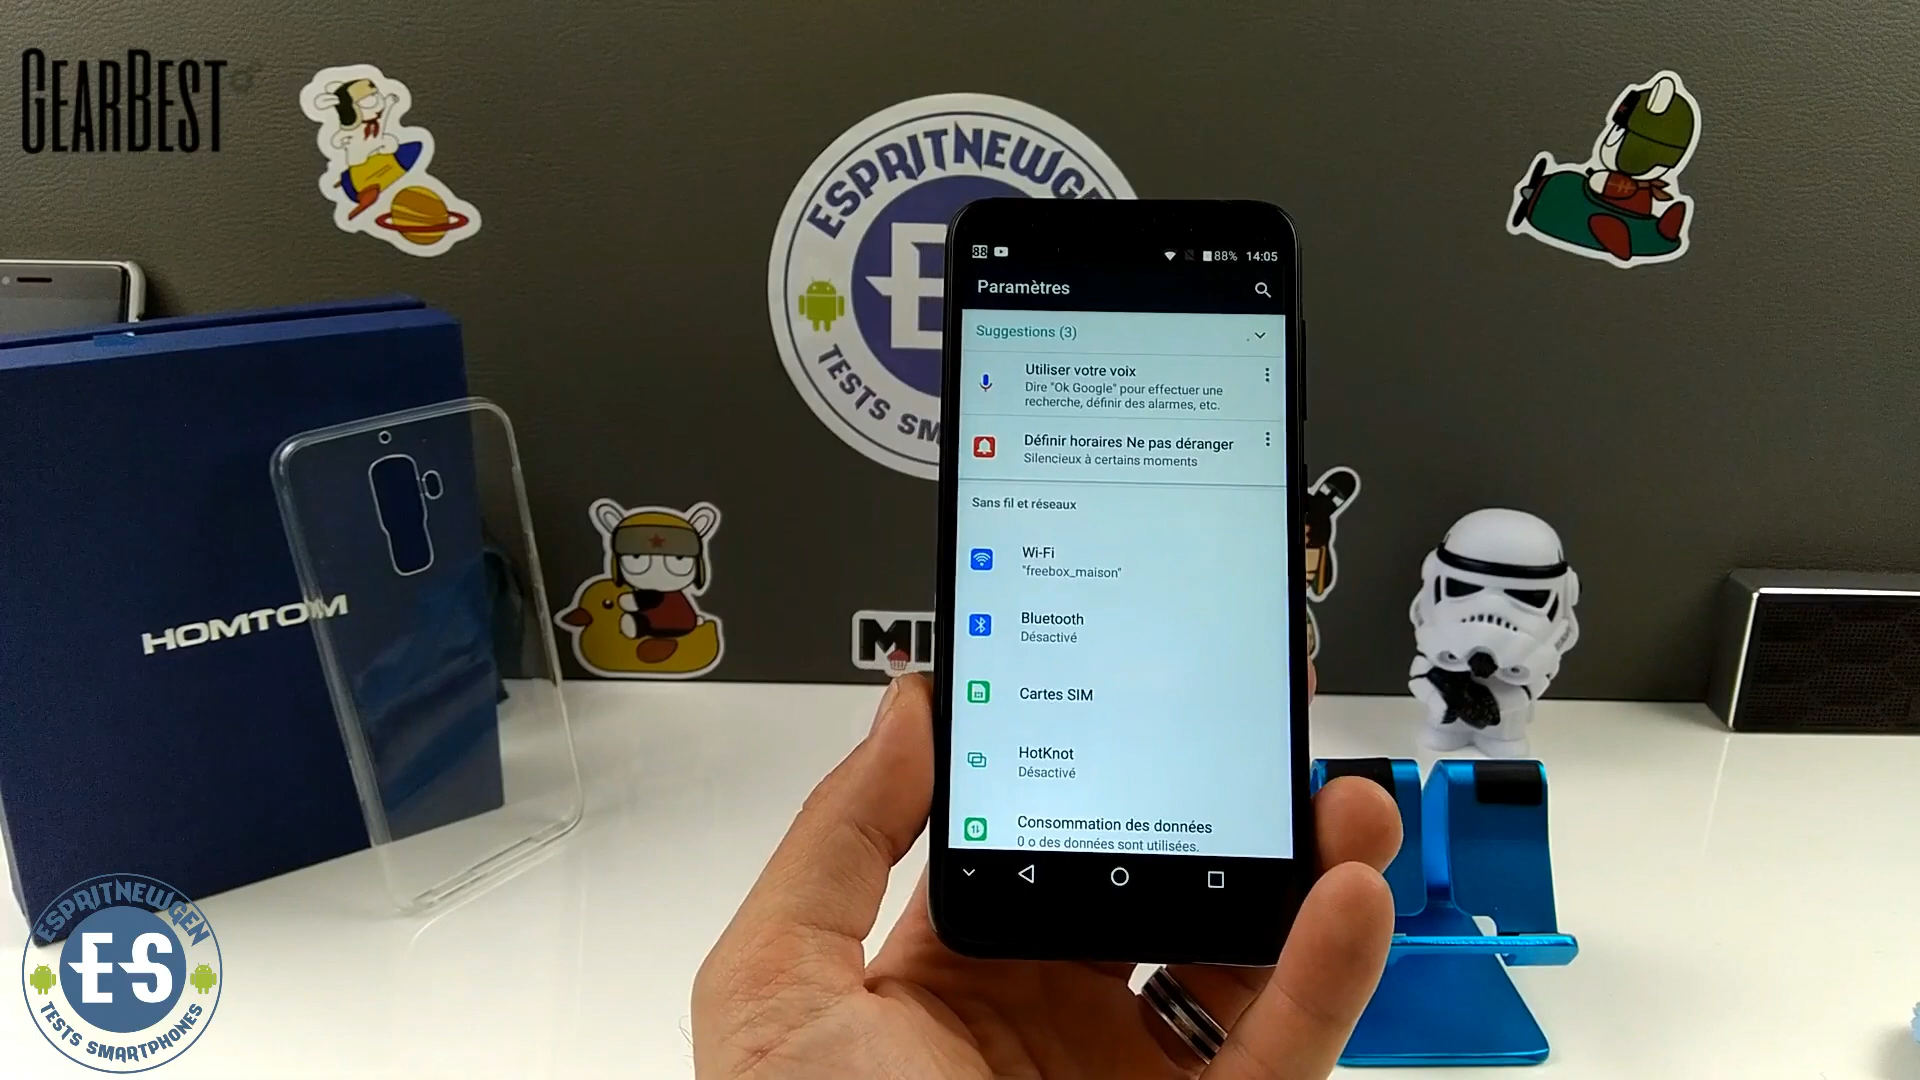 GEARBEST
ESPRITNEWGEN
TESTS SM
88
88% 14:05
Paramètres
Suggestions (3)
Utiliser votre voix
Dire "Ok Google" pour effectuer une
recherche, définir des alarmes, etc.
Définir horaires Ne pas déranger
Silencieux à certains moments
Sans fil et réseaux
Wi-Fi
"freebox_maison"
Bluetooth
Désactivé
Cartes SIM
HotKnot
Désactivé
Consommation des données
0 o des données sont utilisées.
HOMTOM
MI
ESPRITNEWGEN
ES
TESTS SMARTPHONES